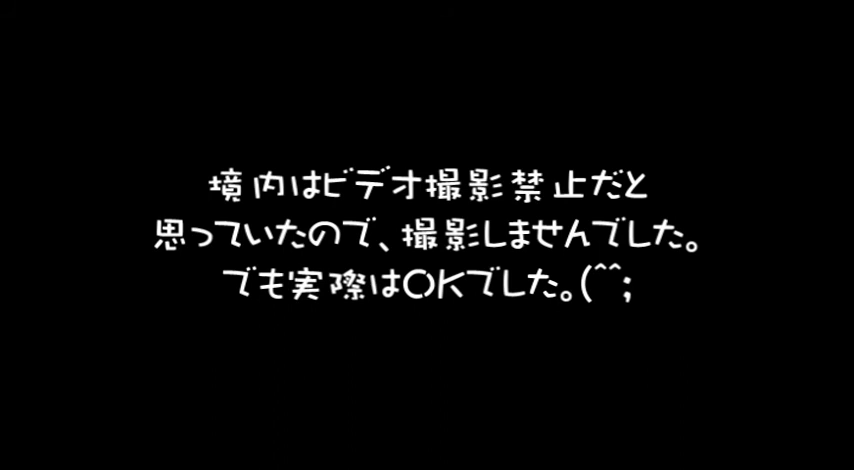 境内はビデオ撮影禁止だと
思っていたので、撮影しませんでした。
でも実際はOKでした。(^^;